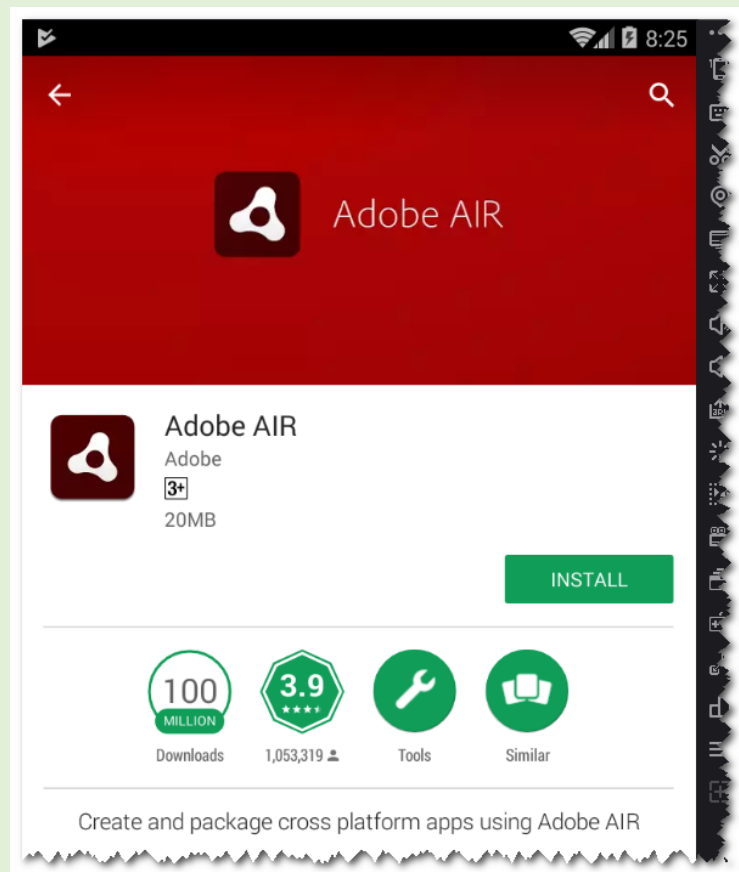 8:25
Adobe AIR
Adobe AIR
Adobe
3+
20MB
INSTALL
100
MILLION
Downloads
3.9
1,053,319
Tools
Similar
Create and package cross platform apps using Adobe AIR